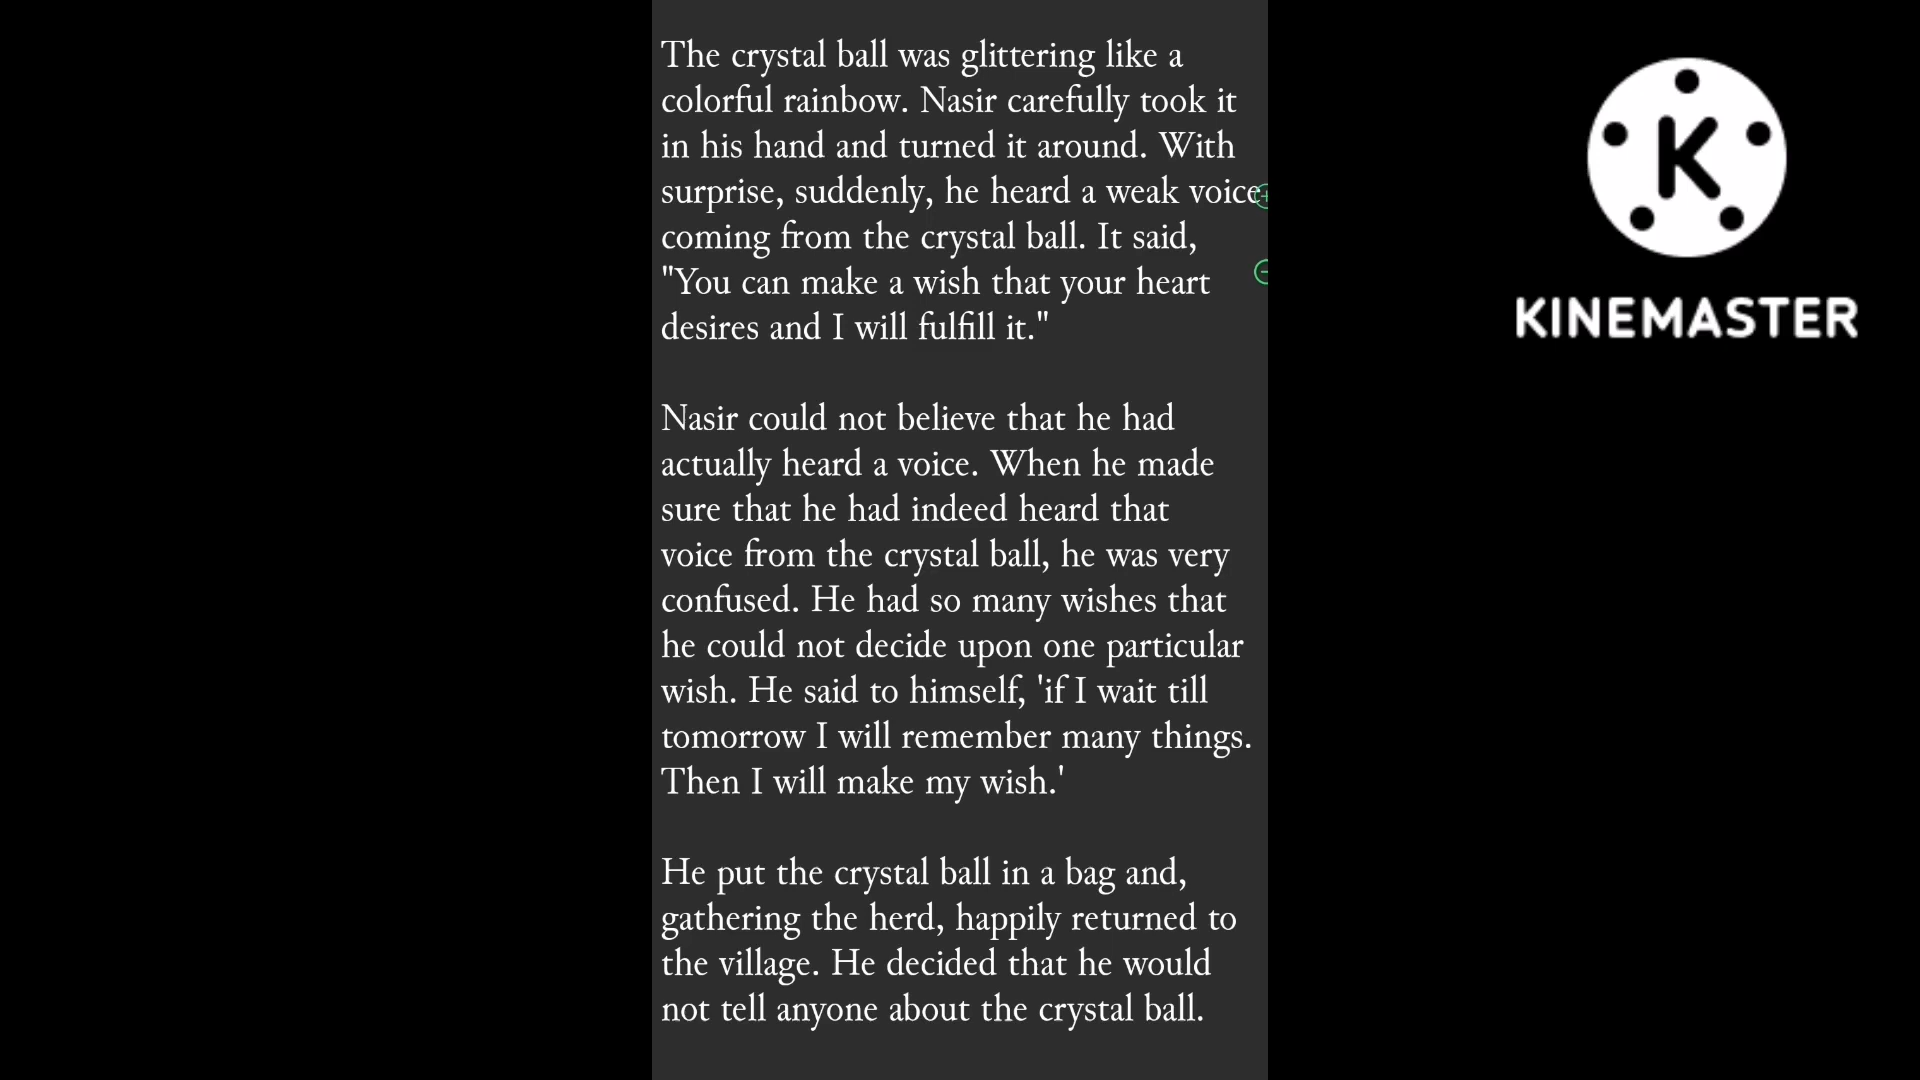 The crystal ball was glittering like a
colorful rainbow. Nasir carefully took it
in his hand and turned it around. With
surprise, suddenly, he heard a weak voice
coming from the crystal ball. It said,
"You can make a wish that your heart
desires and I will fulfill it."
Nasir could not believe that he had
actually heard a voice. When he made
sure that he had indeed heard that
voice from the crystal ball, he was very
confused. He had so many wishes that
he could not decide upon one particular
wish. He said to himself, 'if I wait till
tomorrow I will remember many things.
Then I will make my wish.'
He put the crystal ball in a bag and,
gathering the herd, happily returned to
the village. He decided that he would
not tell anyone about the crystal ball.
K
KINEMASTER